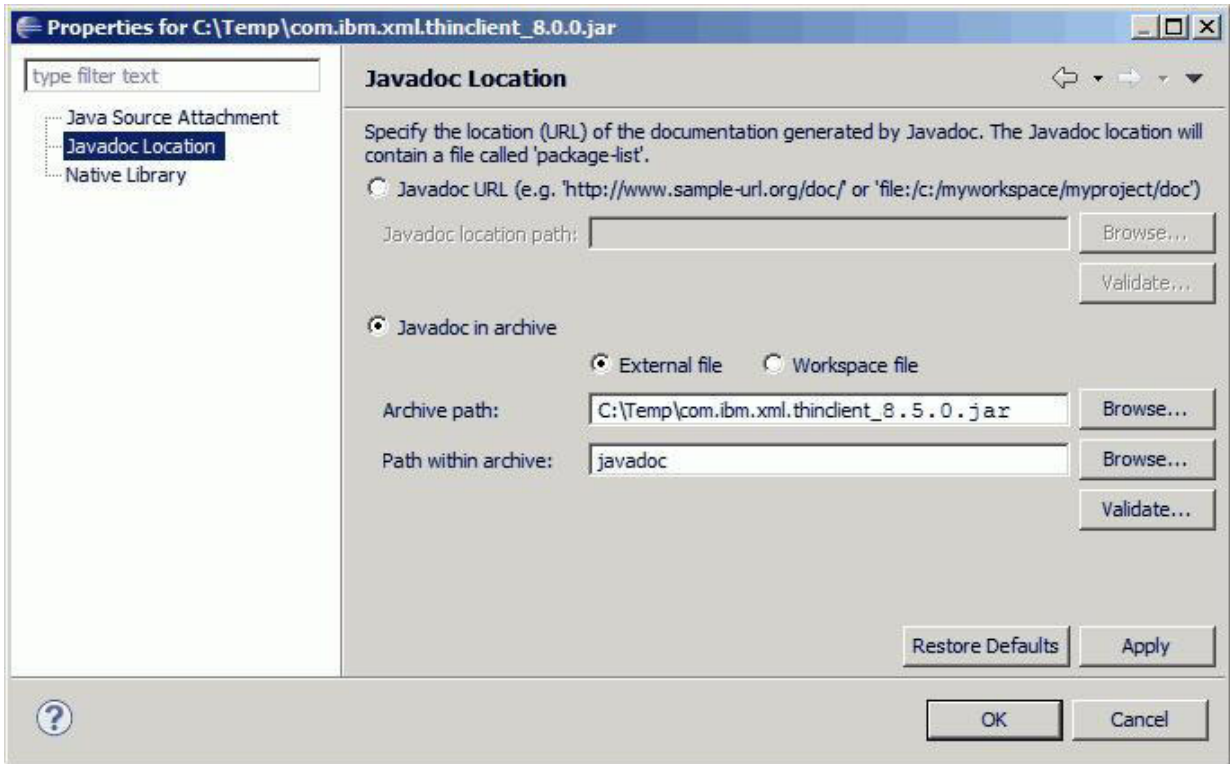 Properties for C:\Temp\com.ibm.xml.thinclient_8.0.0.jar
type filter text
Java Source Attachment
Javadoc Location
Native Library
Javadoc Location
Specify the location (URL) of the documentation generated by Javadoc. The Javadoc location will
contain a file called 'package-list'.
Javadoc URL (e.g. 'http://www.sample-url.org/doc/' or 'file:/c:/myworkspace/myproject/doc')
Javadoc location path:
Browse...
Validate...
Javadoc in archive
External file
Workspace file
Archive path:
C:\Temp\com.ibm.xml.thinclient_8.5.0.jar
Browse...
Path within archive:
javadoc
Browse...
Validate...
Restore Defaults
Apply
?
OK
Cancel